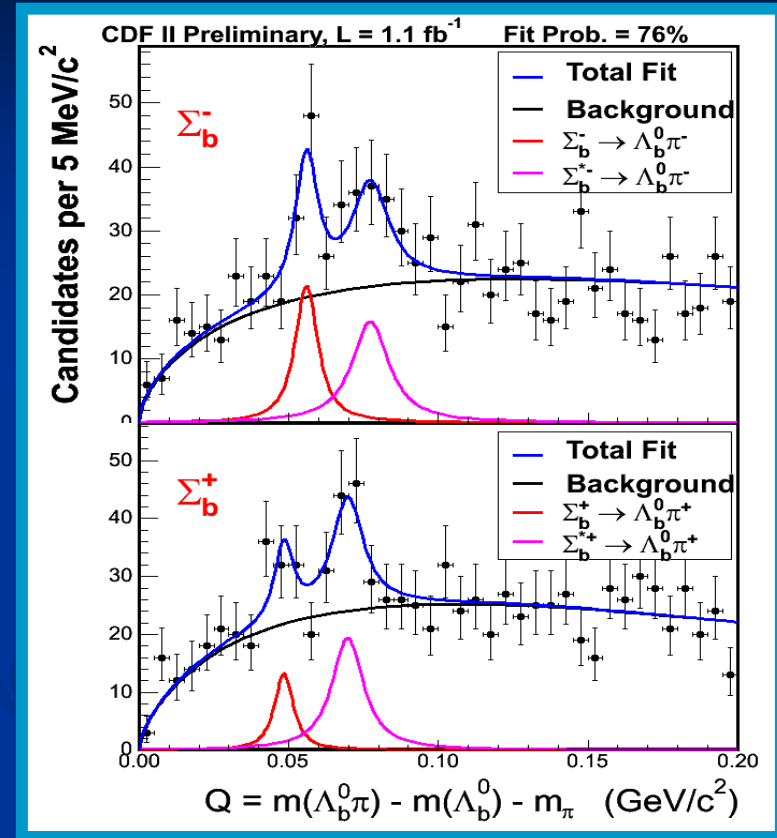 CDF II Preliminary, L = 1.1 fb⁻¹ Fit Prob. = 76%
Candidates per 5 MeV/c²
50
40
30
20
10
0
Σb⁻
Total Fit
Background
Σb⁻ → Λb⁰π⁻
Σb*⁻ → Λb⁰π⁻
50
40
30
20
10
0
Σb⁺
Total Fit
Background
Σb⁺ → Λb⁰π⁺
Σb*⁺ → Λb⁰π⁺
0.00 0.05 0.10 0.15 0.20
Q = m(Λb⁰π) - m(Λb⁰) - mπ (GeV/c²)